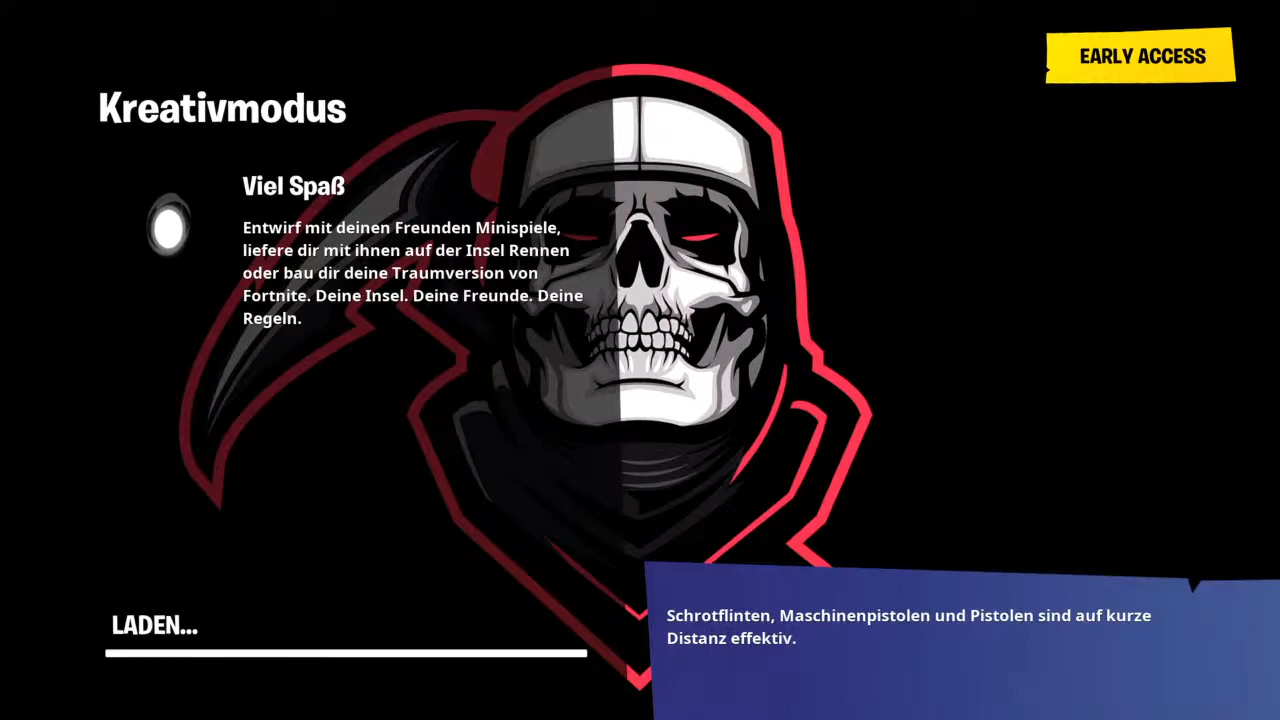 EARLY ACCESS
Kreativmodus
Viel Spaß
Entwirf mit deinen Freunden Minispiele,
liefere dir mit ihnen auf der Insel Rennen
oder bau dir deine Traumversion von
Fortnite. Deine Insel. Deine Freunde. Deine
Regeln.
LADEN...
Schrotflinten, Maschinenpistolen und Pistolen sind auf kurze
Distanz effektiv.